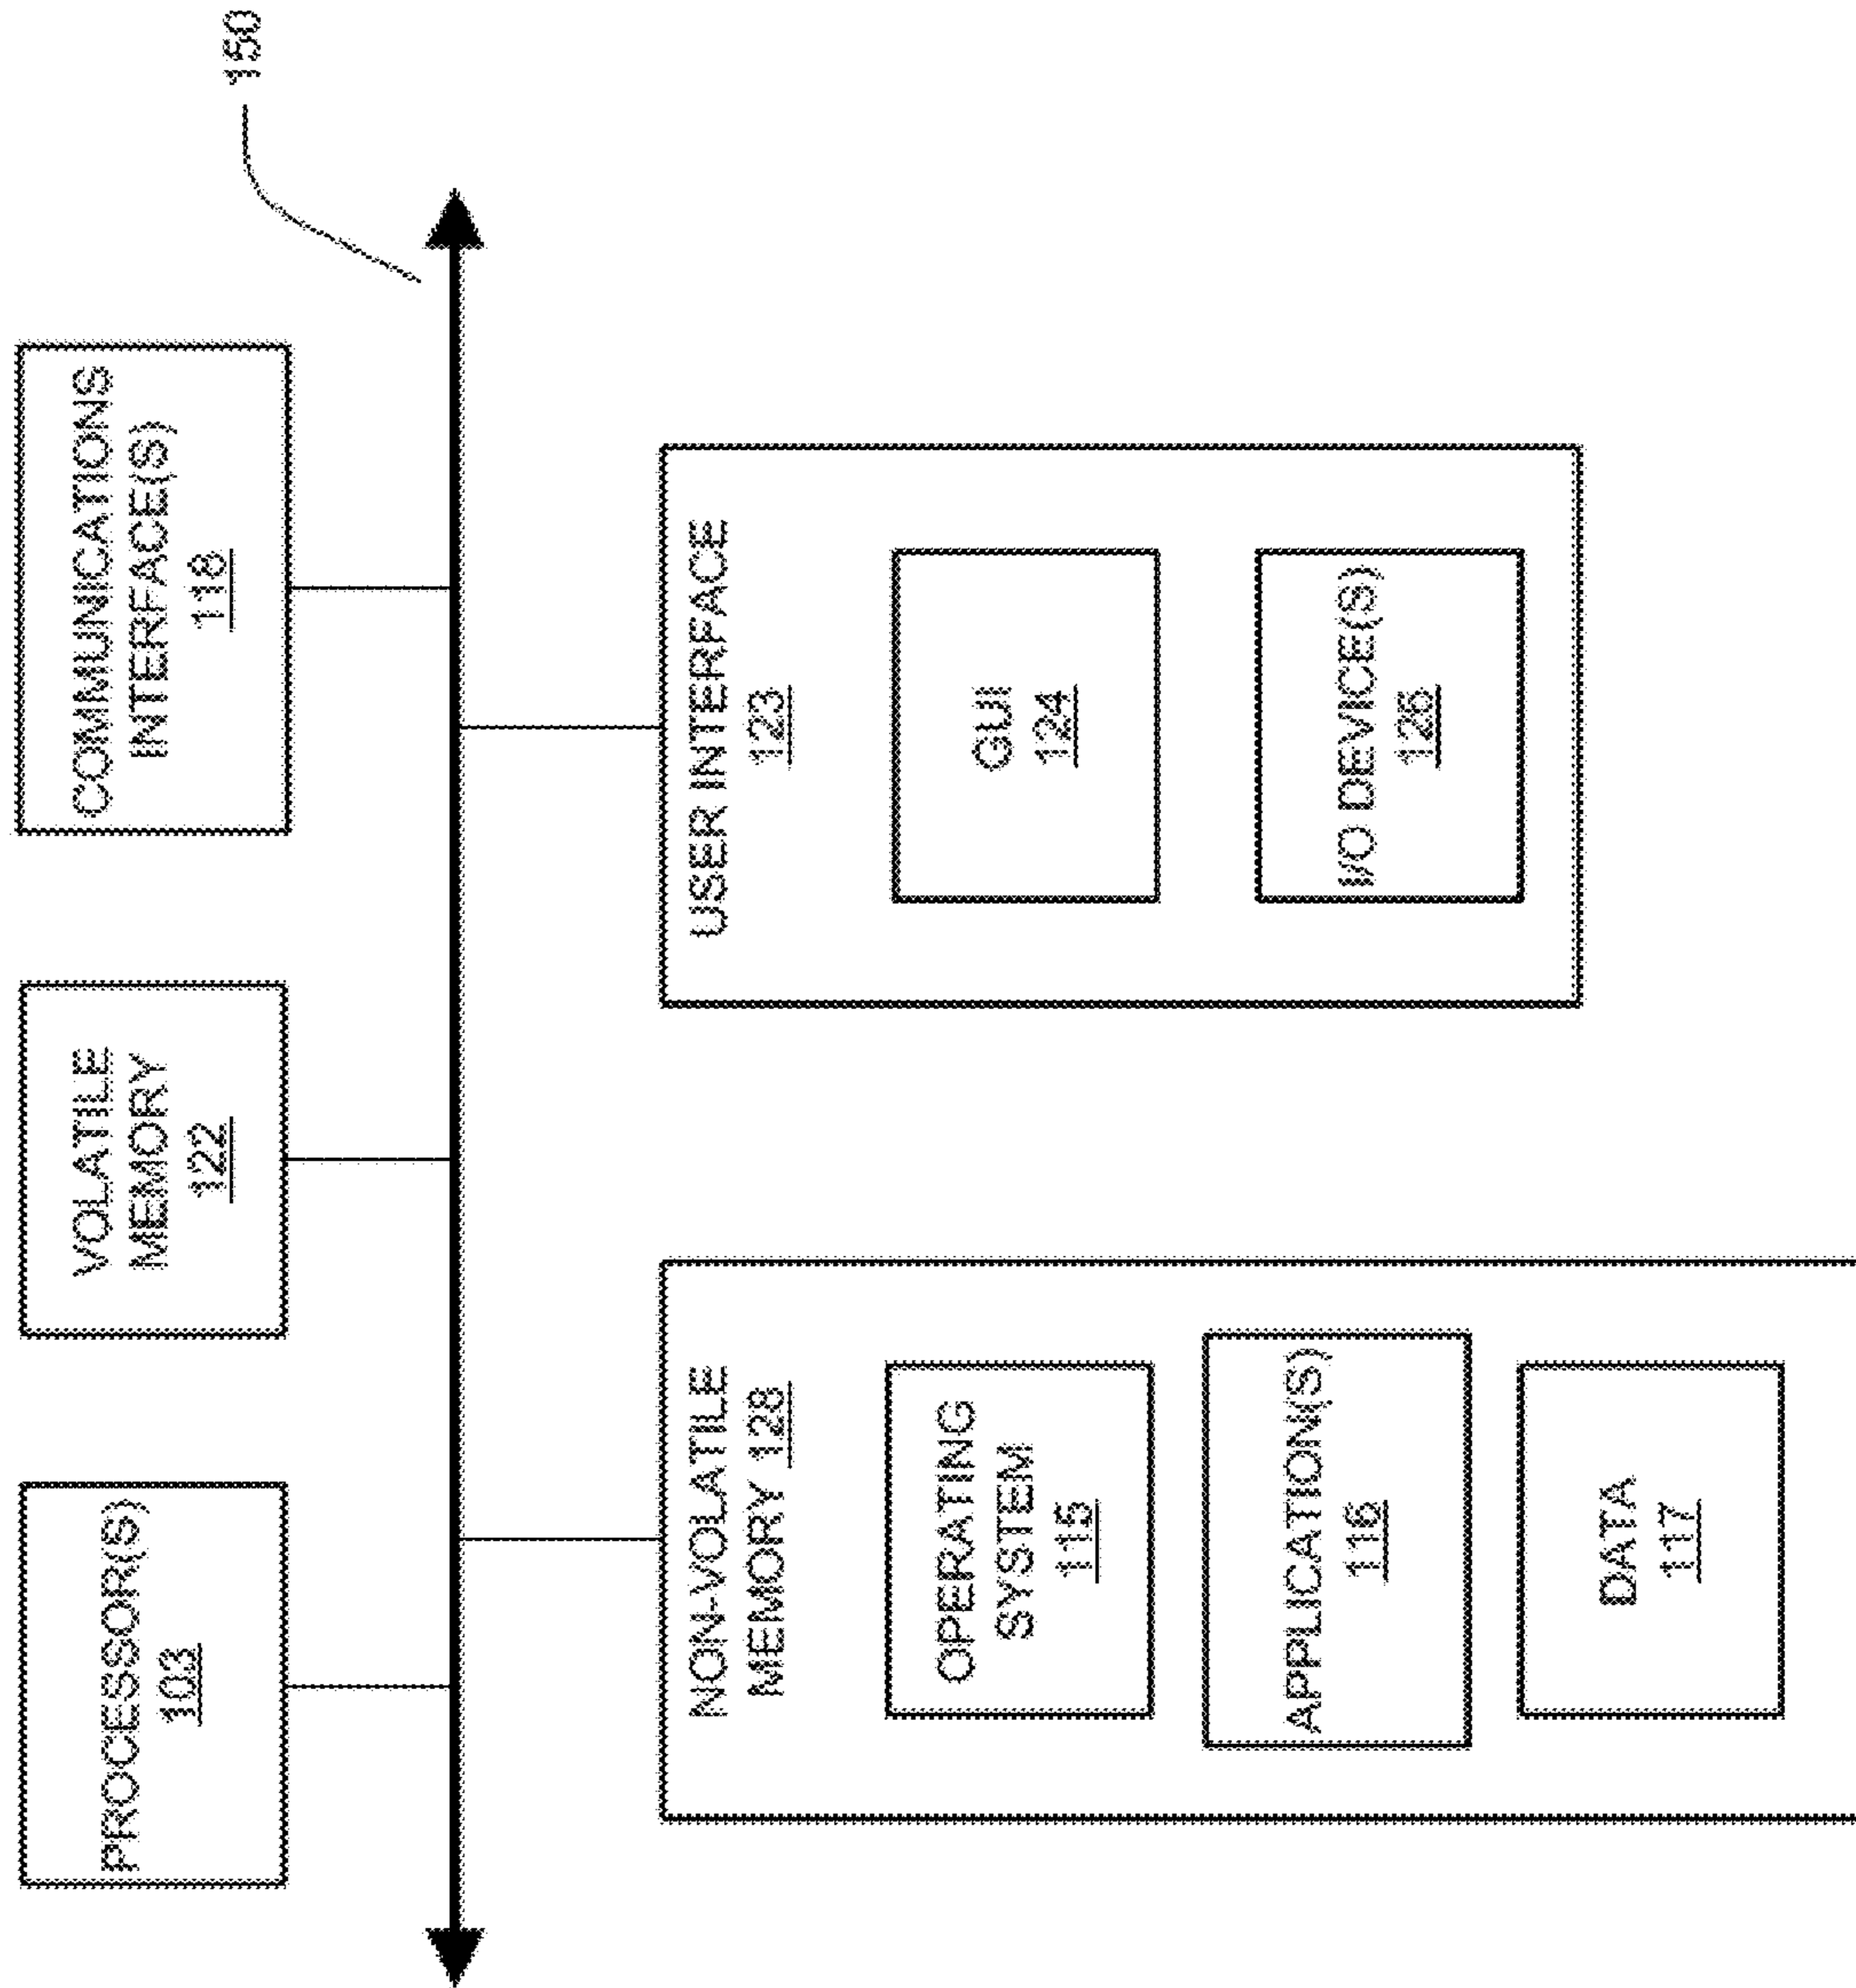 150
PROCESSOR(S)
103
VOLATILE
MEMORY
122
COMMUNICATIONS
INTERFACE(S)
118
NON-VOLATILE
MEMORY 128
OPERATING
SYSTEM
115
APPLICATION(S)
116
DATA
117
USER INTERFACE
123
GUI
124
I/O DEVICE(S)
126